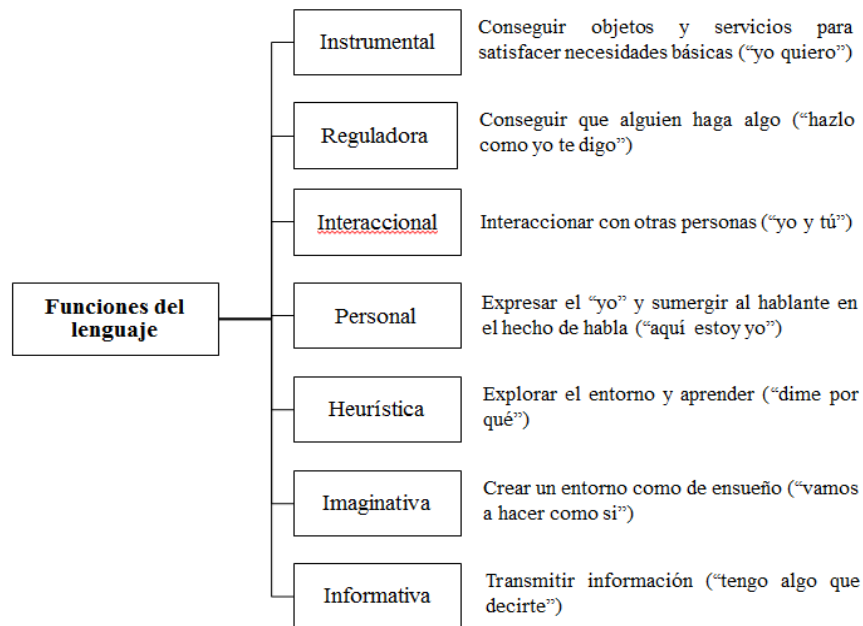 Instrumental
Conseguir objetos y servicios para
satisfacer necesidades básicas (“yo quiero”)
Reguladora
Conseguir que alguien haga algo (“hazlo
como yo te digo”)
Interaccional
Interaccionar con otras personas (“yo y tú”)
Funciones del
lenguaje
Personal
Expresar el “yo” y sumergir al hablante en
el hecho de habla (“aquí estoy yo”)
Heurística
Explorar el entorno y aprender (“dime por
qué”)
Imaginativa
Crear un entorno como de ensueño (“vamos
a hacer como si”)
Informativa
Transmitir información (“tengo algo que
decirte”)